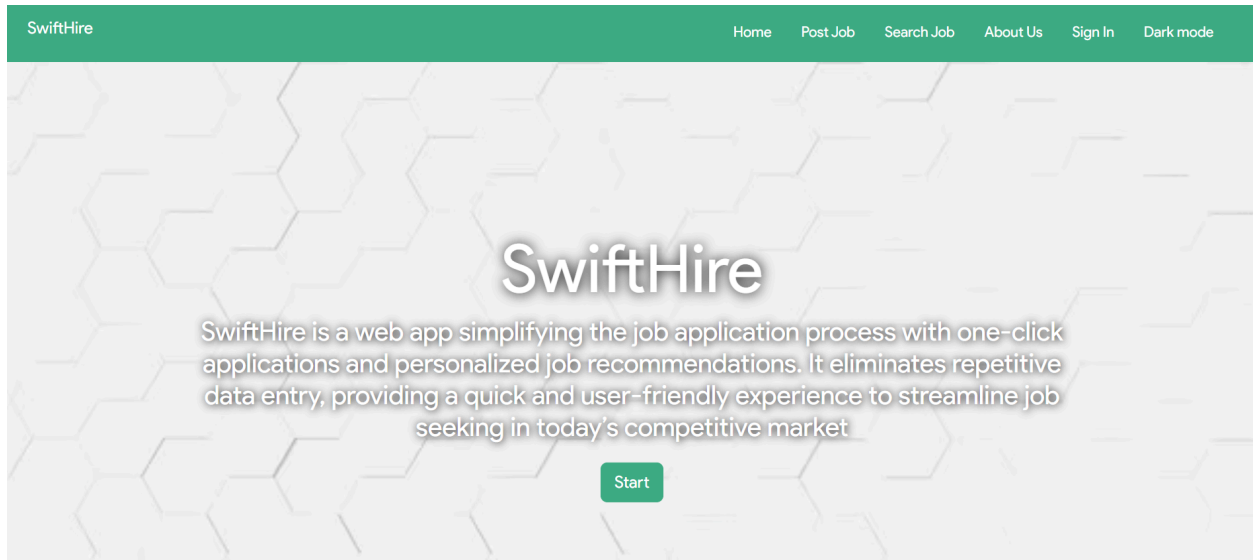 SwiftHire
Home Post Job Search Job About Us Sign In Dark mode
SwiftHire
SwiftHire is a web app simplifying the job application process with one-click
applications and personalized job recommendations. It eliminates repetitive
data entry, providing a quick and user-friendly experience to streamline job
seeking in today's competitive market
Start